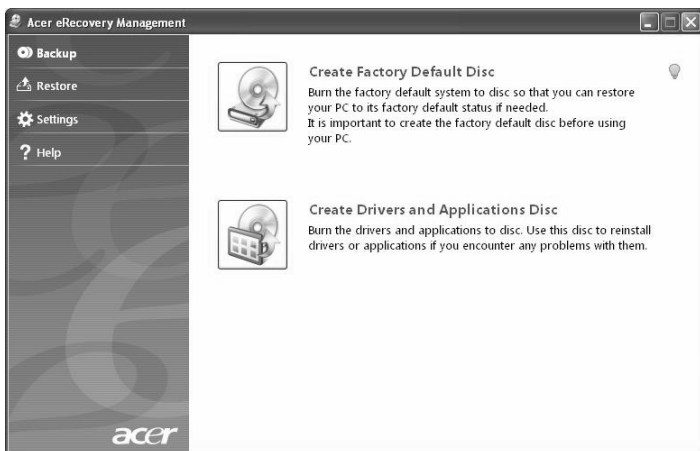 Acer eRecovery Management
Backup
Restore
Settings
? Help
Create Factory Default Disc
Burn the factory default system to disc so that you can restore
your PC to its factory default status if needed.
It is important to create the factory default disc before using
your PC.
Create Drivers and Applications Disc
Burn the drivers and applications to disc. Use this disc to reinstall
drivers or applications if you encounter any problems with them.
acer